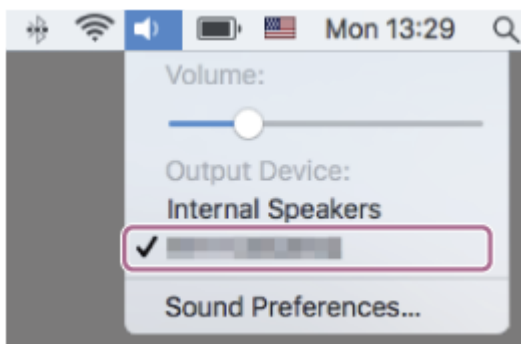 Mon 13:29
Volume:
Output Device:
Internal Speakers
Sound Preferences...